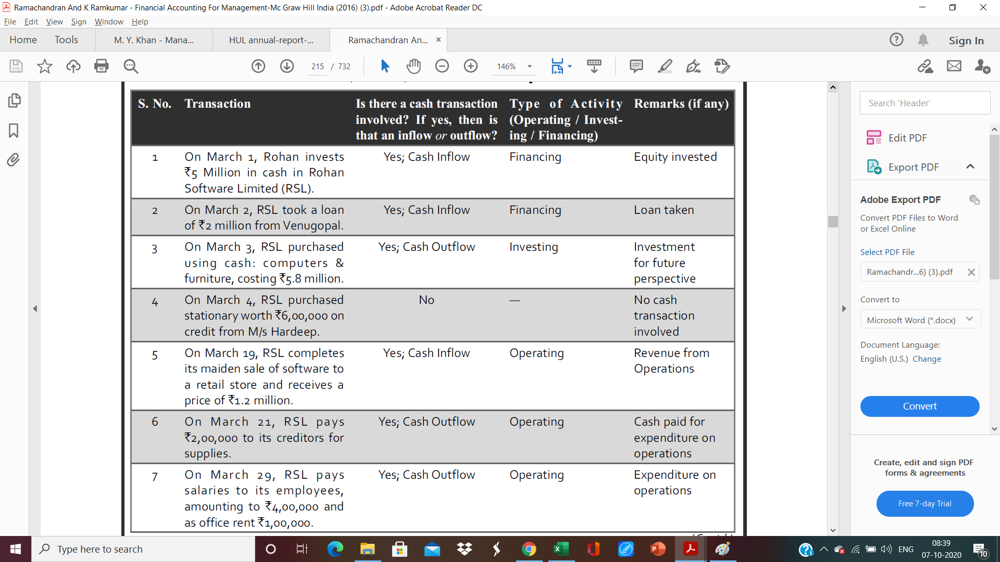 Ramachandran And K Ramkumar - Financial Accounting For Management-Mc Graw Hill India (2016) (3).pdf - Adobe Acrobat Reader DC
File Edit View Sign Window Help
Home Tools M. Y. Khan - Mana... HUL annual-report-... Ramachandran An... × Sign In
215 / 732 146%
S. No. Transaction Is there a cash transaction Type of Activity Remarks (if any)
involved? If yes, then is (Operating / Invest-
that an inflow or outflow? ing / Financing)
1 On March 1, Rohan invests Yes; Cash Inflow Financing Equity invested
₹5 Million in cash in Rohan
Software Limited (RSL).
2 On March 2, RSL took a loan Yes; Cash Inflow Financing Loan taken
of ₹2 million from Venugopal.
3 On March 3, RSL purchased Yes; Cash Outflow Investing Investment
using cash: computers & for future
furniture, costing ₹5.8 million. perspective
4 On March 4, RSL purchased No — No cash
stationary worth ₹6,00,000 on transaction
credit from M/s Hardeep. involved
5 On March 19, RSL completes Yes; Cash Inflow Operating Revenue from
its maiden sale of software to Operations
a retail store and receives a
price of ₹1.2 million.
6 On March 21, RSL pays Yes; Cash Outflow Operating Cash paid for
₹2,00,000 to its creditors for expenditure on
supplies. operations
7 On March 29, RSL pays Yes; Cash Outflow Operating Expenditure on
salaries to its employees, operations
amounting to ₹4,00,000 and
as office rent ₹1,00,000.
Search 'Header'
Edit PDF
Export PDF
Adobe Export PDF
Convert PDF Files to Word
or Excel Online
Select PDF File
Ramachandr...6) (3).pdf
Convert to
Microsoft Word (*.docx)
Document Language:
English (U.S.) Change
Convert
Create, edit and sign PDF
forms & agreements
Free 7-day Trial
Type here to search
ENG
08:39
07-10-2020
10